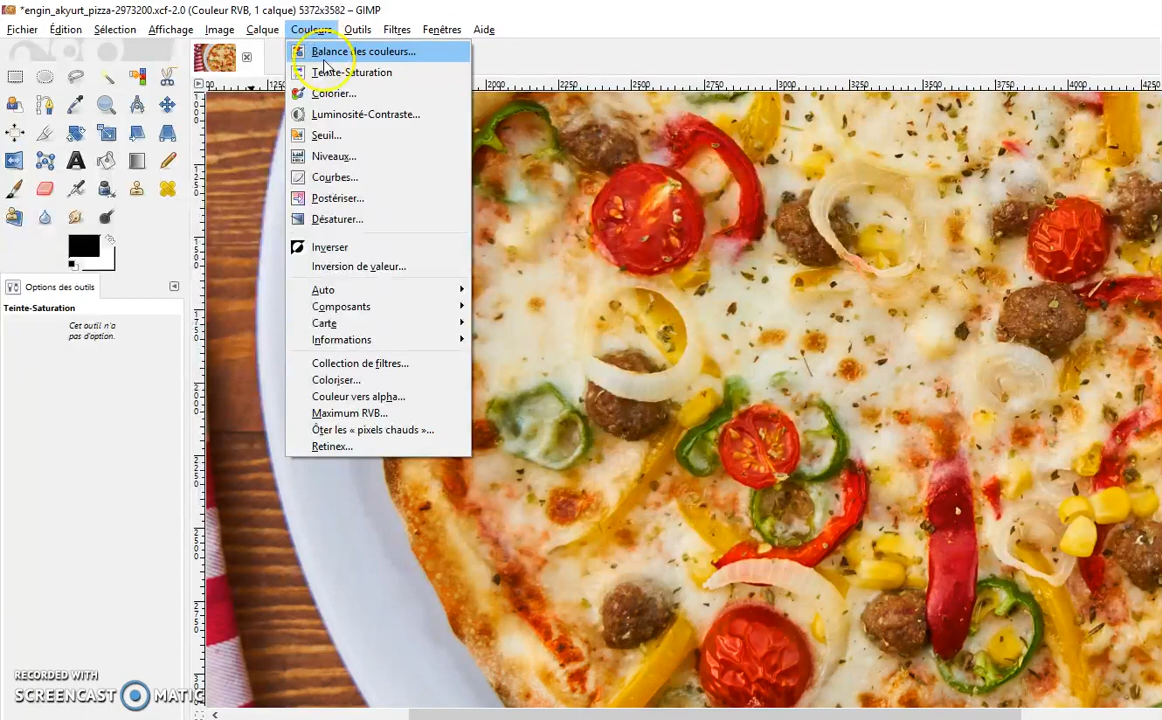 *engin_akyurt_pizza-2973200.xcf-2.0 (Couleur RVB, 1 calque) 5372x3582 – GIMP
Fichier Édition Sélection Affichage Image Calque Couleurs Outils Filtres Fenêtres Aide
Balance des couleurs...
Teinte-Saturation
Colorier...
Luminosité-Contraste...
Seuil...
Niveaux...
Courbes...
Postériser...
Désaturer...
Inverser
Inversion de valeur...
Auto
Composants
Carte
Informations
Collection de filtres...
Coloriser...
Couleur vers alpha...
Maximum RVB...
Ôter les « pixels chauds »...
Retinex...
Options des outils
Teinte-Saturation
Cet outil n'a
pas d'option.
2000 2250 2500 2750 3000 3250 3500 3750 4000 4250
RECORDED WITH
SCREENCAST MATIC